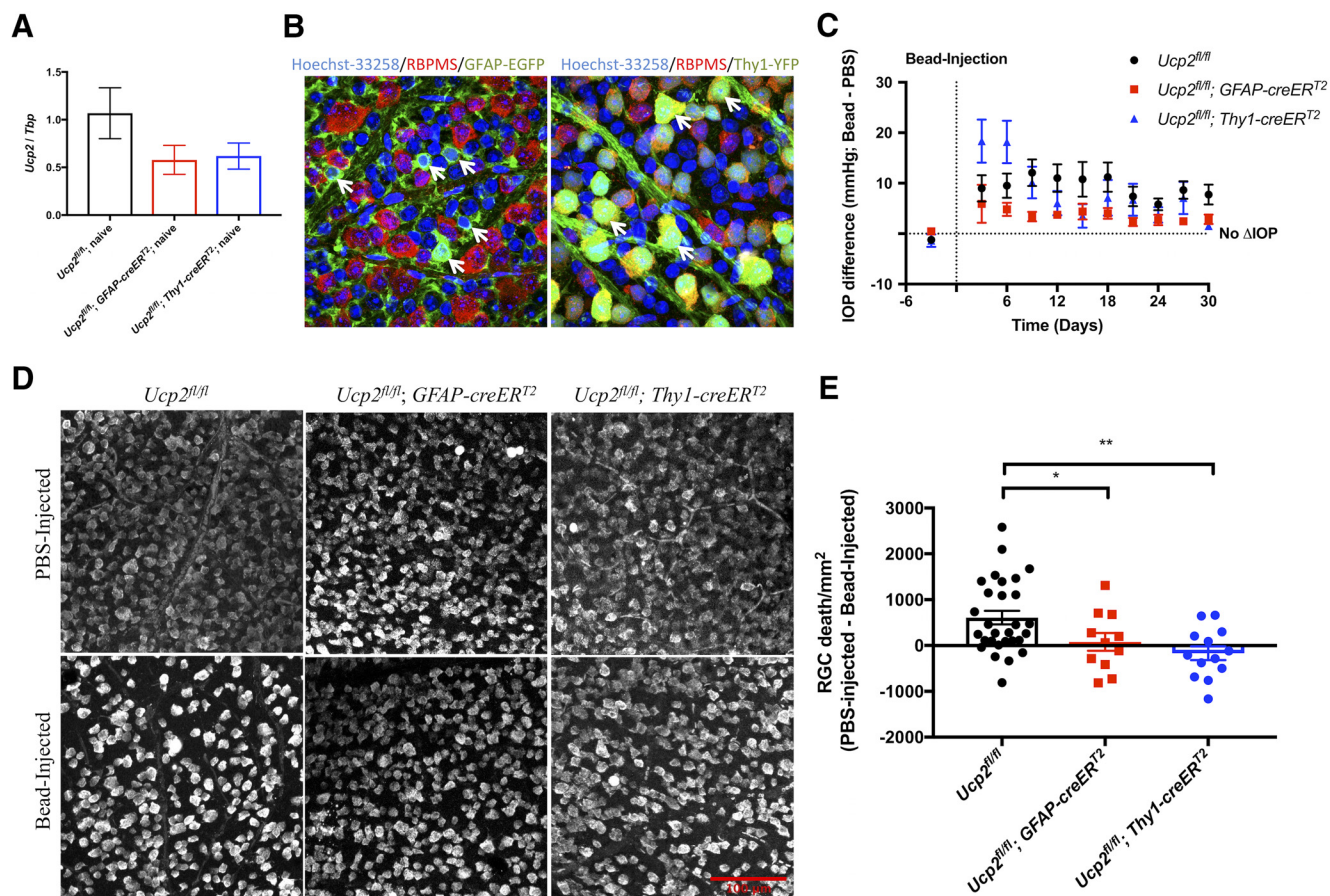 A
1.5
1.0
0.5
0.0
Ucp2 / Tbp
Ucp2fl/fl; naive
Ucp2fl/fl; GFAP-creERT2; naive
Ucp2fl/fl; Thy1-creERT2; naive
B
Hoechst-33258/RBPMS/GFAP-EGFP
Hoechst-33258/RBPMS/Thy1-YFP
C
Bead-Injection
Ucp2fl/fl
Ucp2fl/fl; GFAP-creERT2
Ucp2fl/fl; Thy1-creERT2
IOP difference (mmHg; Bead - PBS)
30
20
10
-10
No ΔIOP
-6
6
12
18
24
30
Time (Days)
D
Ucp2fl/fl
Ucp2fl/fl; GFAP-creERT2
Ucp2fl/fl; Thy1-creERT2
PBS-Injected
Bead-Injected
100 µm
E
**
*
RGC death/mm2
(PBS-injected - Bead-Injected)
3000
2000
1000
0
-1000
-2000
Ucp2fl/fl
Ucp2fl/fl; GFAP-creERT2
Ucp2fl/fl; Thy1-creERT2